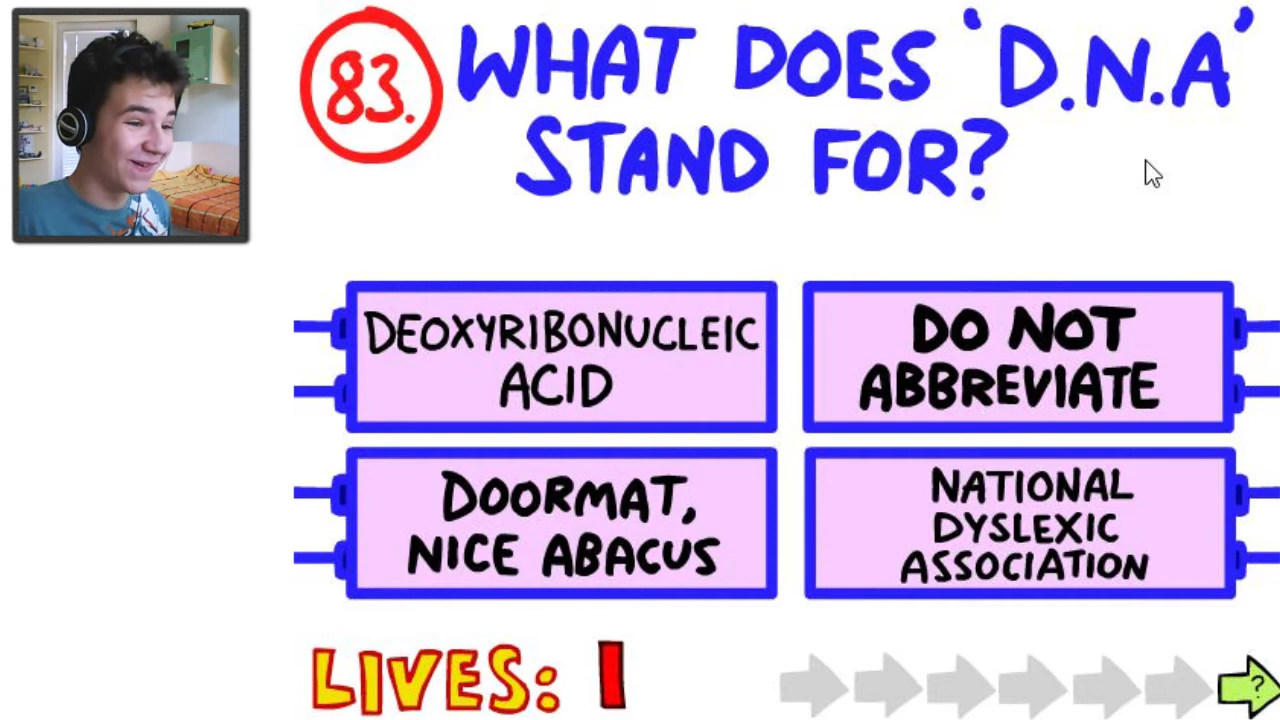 83. WHAT DOES 'D.N.A'
STAND FOR?
DEOXYRIBONUCLEIC
ACID
DO NOT
ABBREVIATE
DOORMAT,
NICE ABACUS
NATIONAL
DYSLEXIC
ASSOCIATION
LIVES: 1
?